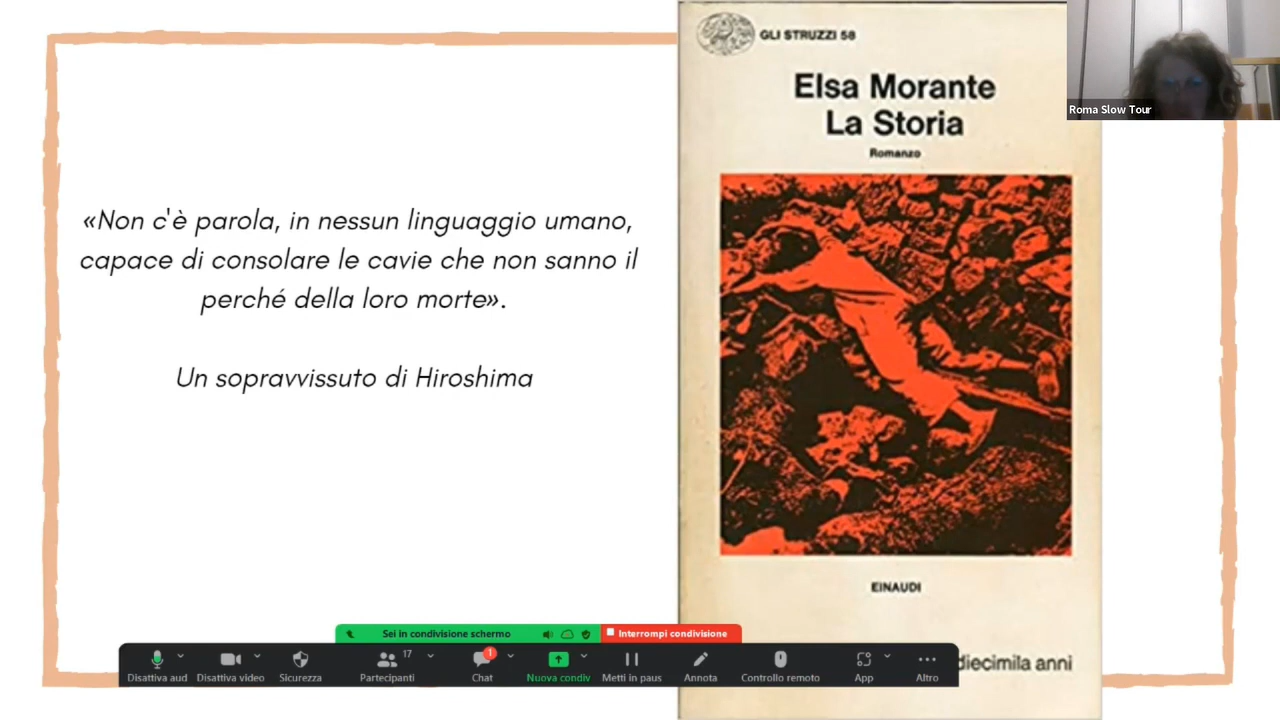 «Non c'è parola, in nessun linguaggio umano,
capace di consolare le cavie che non sanno il
perché della loro morte».
Un sopravvissuto di Hiroshima
GLI STRUZZI 58
Elsa Morante
La Storia
Romanzo
EINAUDI
diecimila anni
Roma Slow Tour
Sei in condivisione schermo
Interrompi condivisione
17
1
Disattiva aud
Disattiva video
Sicurezza
Partecipanti
Chat
Nuova condiv
Metti in paus
Annota
Controllo remoto
App
Altro